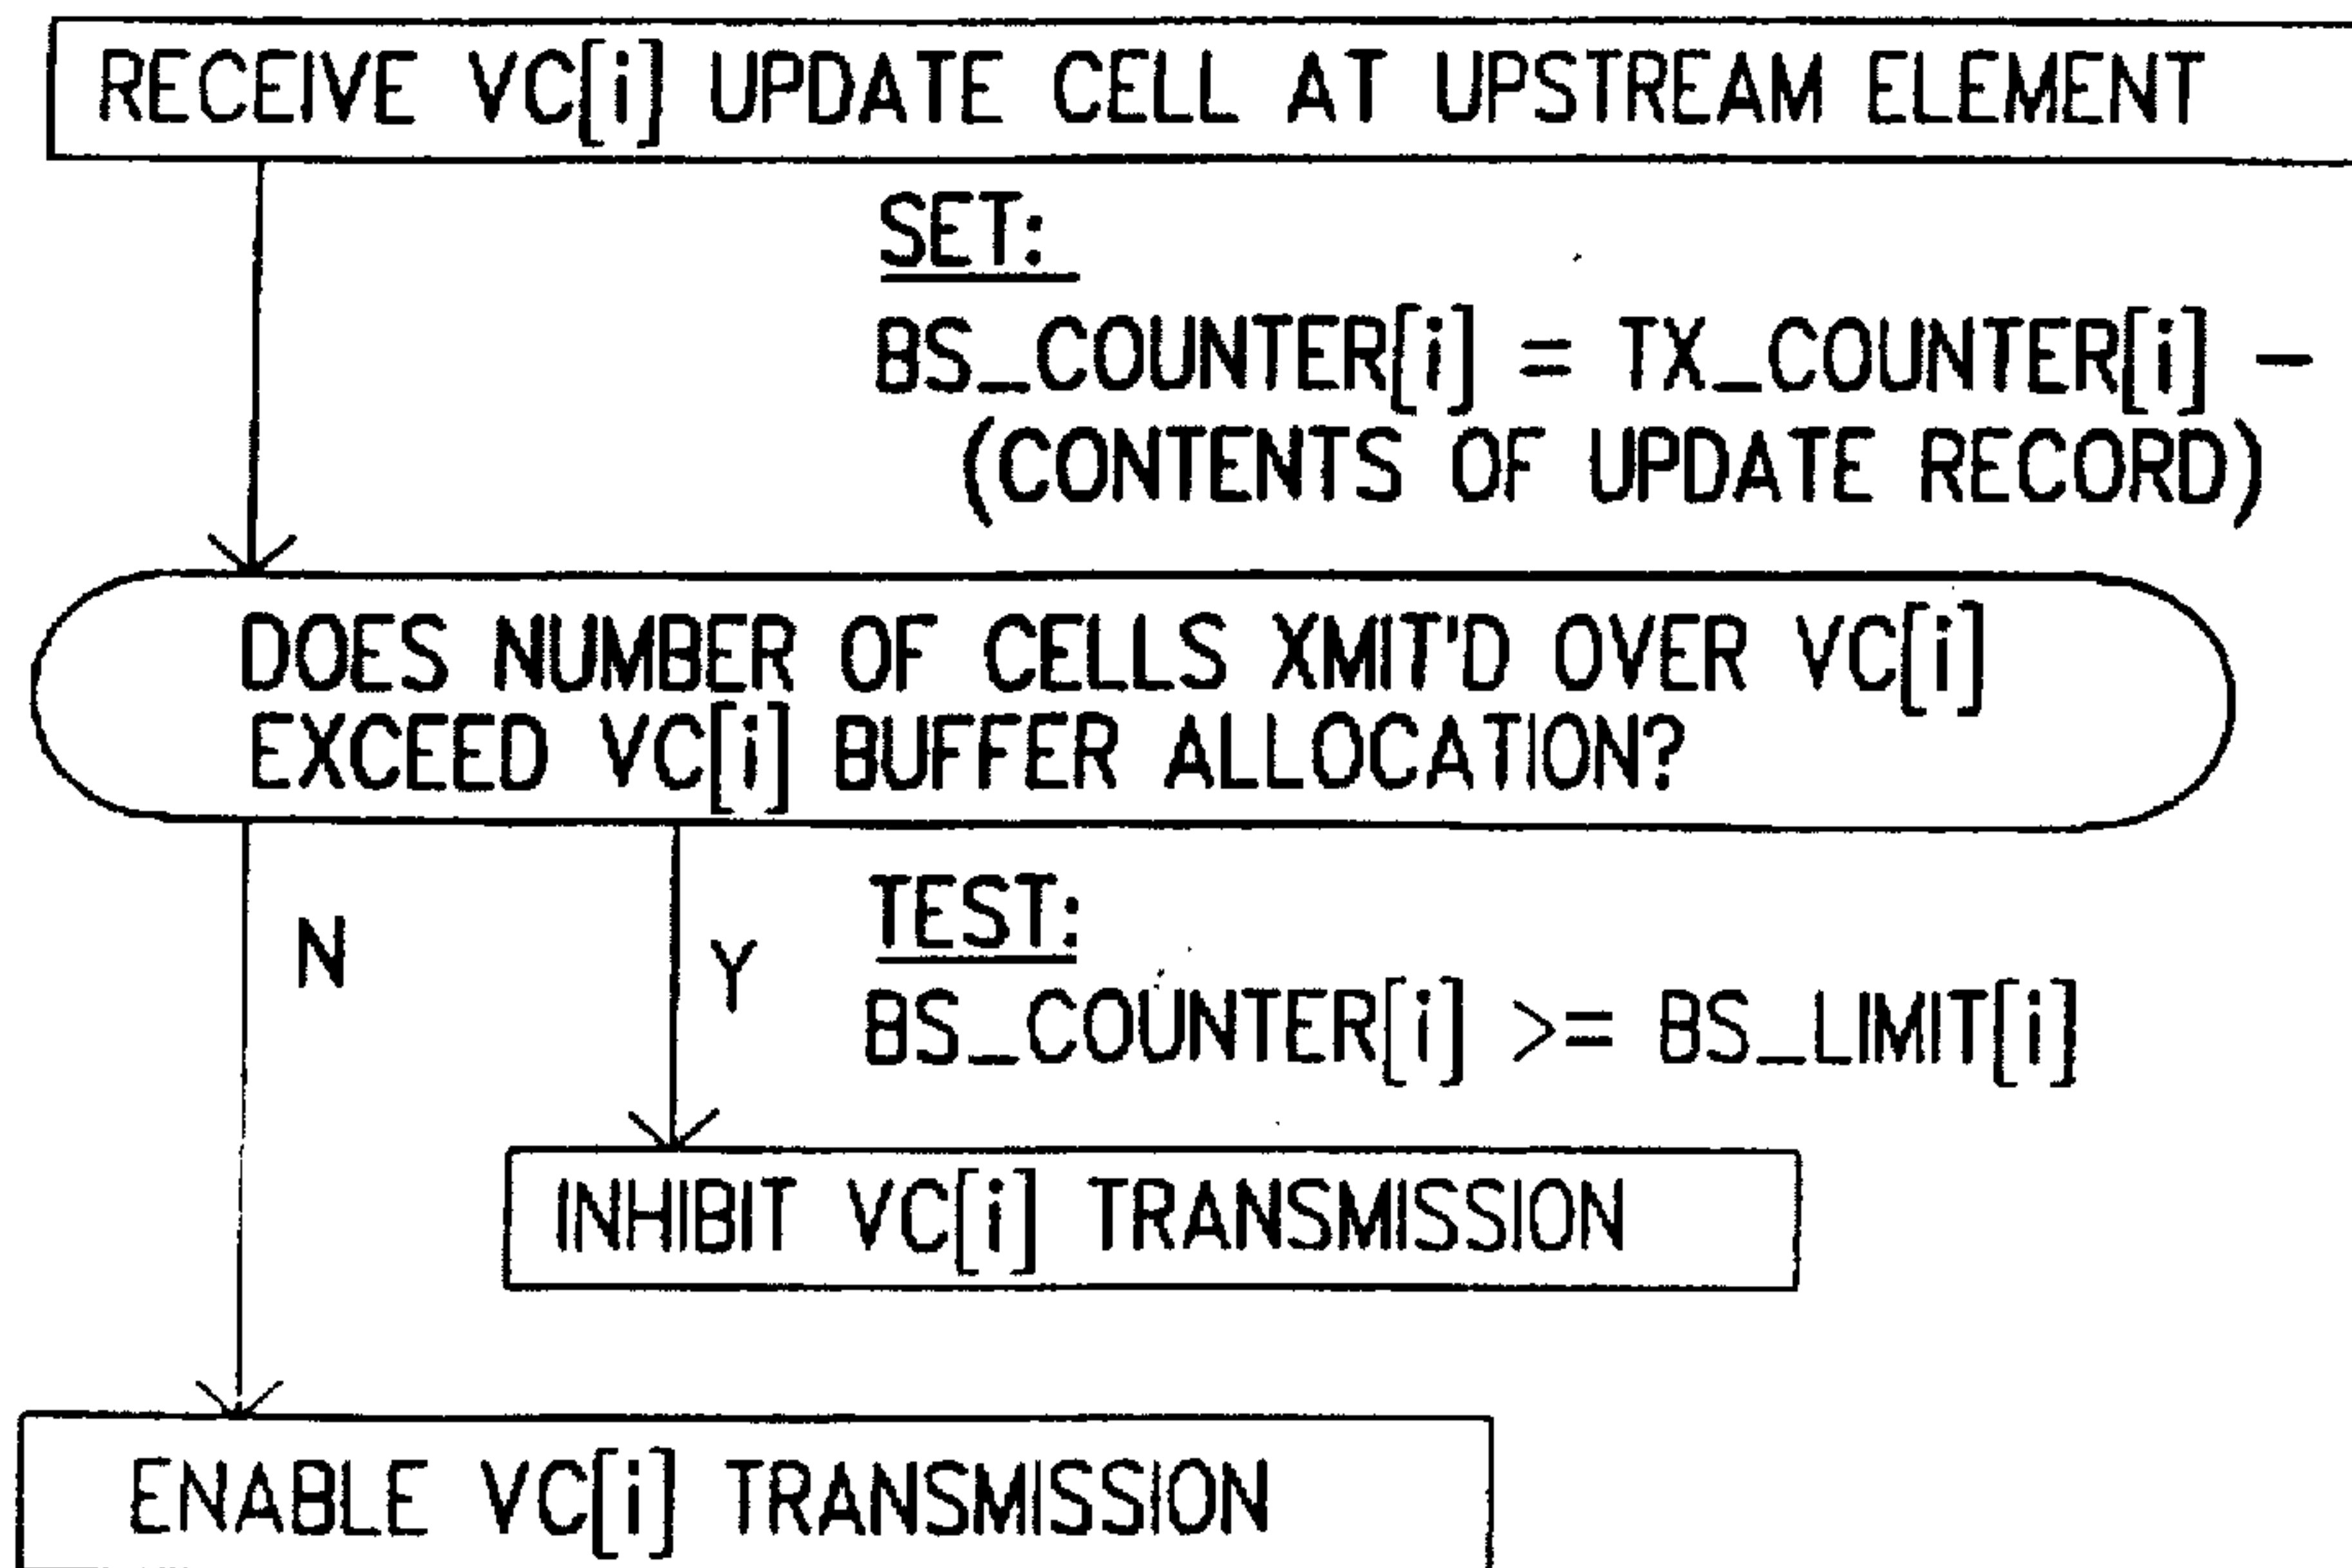 RECEIVE VC[i] UPDATE CELL AT UPSTREAM ELEMENT
SET:
BS_COUNTER[i] = TX_COUNTER[i] –
(CONTENTS OF UPDATE RECORD)
DOES NUMBER OF CELLS XMIT'D OVER VC[i]
EXCEED VC[i] BUFFER ALLOCATION?
N
Y
TEST:
BS_COUNTER[i] >= BS_LIMIT[i]
INHIBIT VC[i] TRANSMISSION
ENABLE VC[i] TRANSMISSION